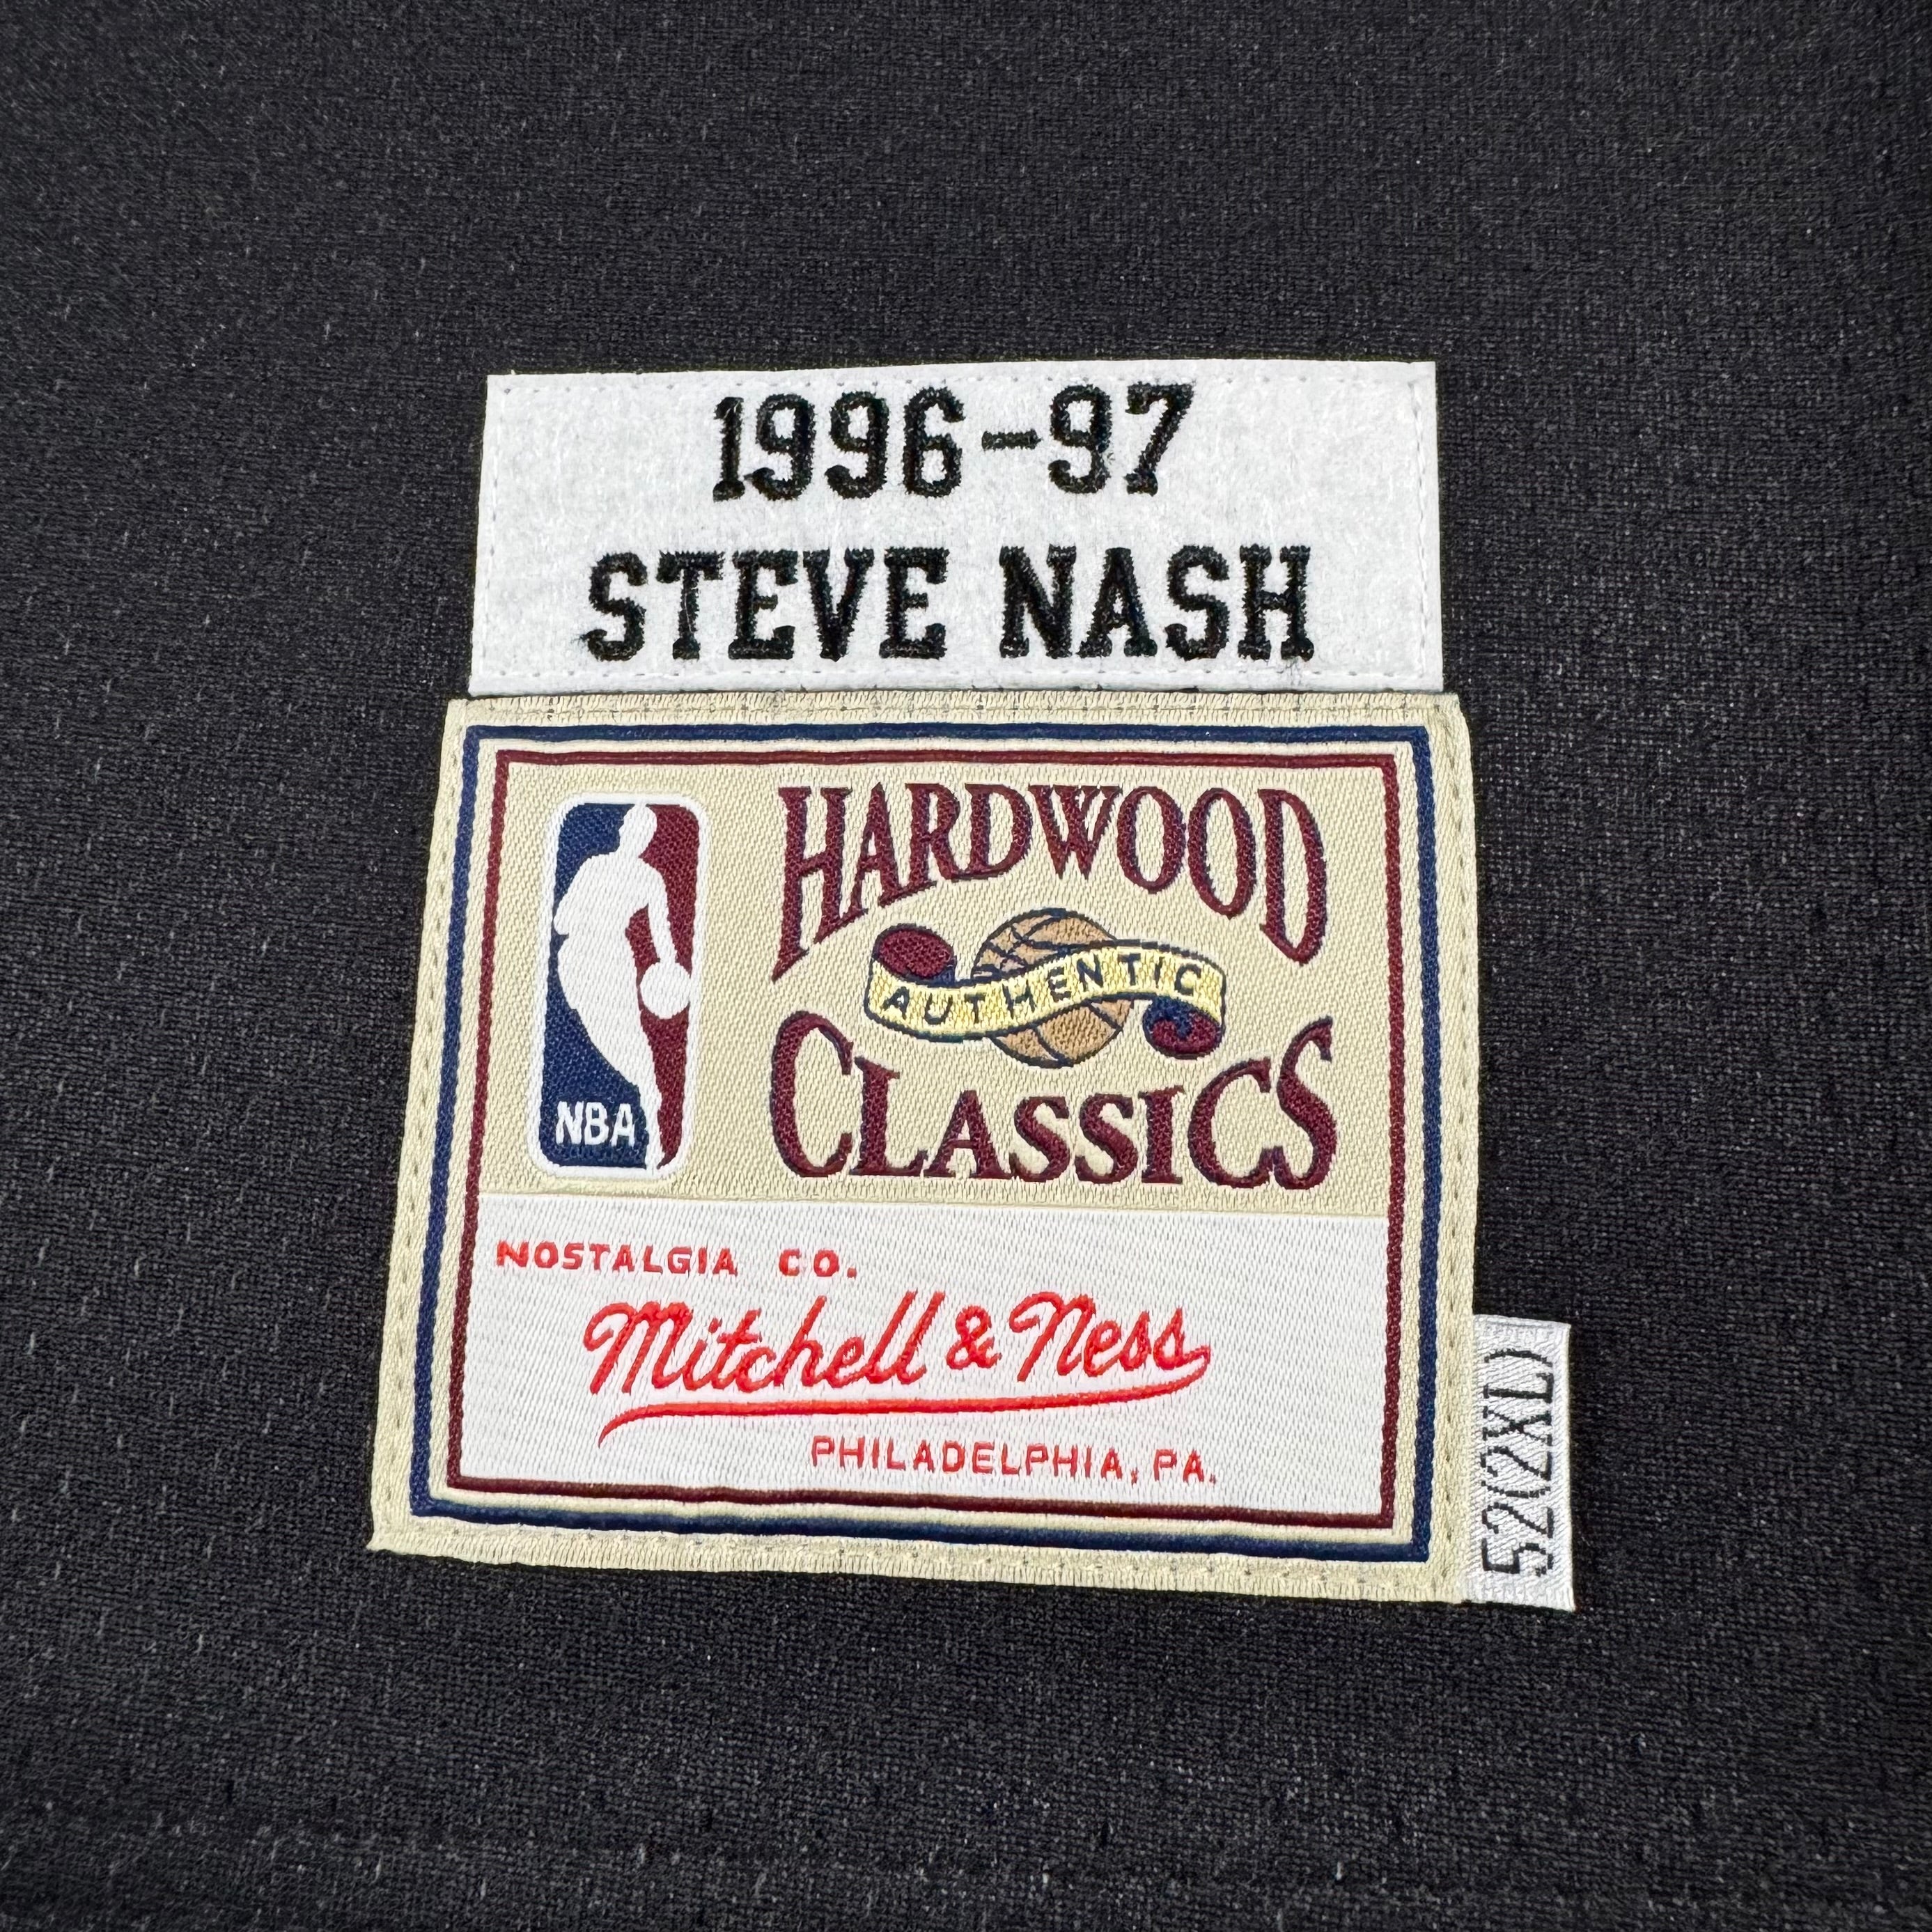 1996-97
STEVE NASH
HARDWOOD
AUTHENTIC
CLASSICS
NBA
NOSTALGIA CO.
Mitchell & Ness
PHILADELPHIA, PA.
52(2XL)